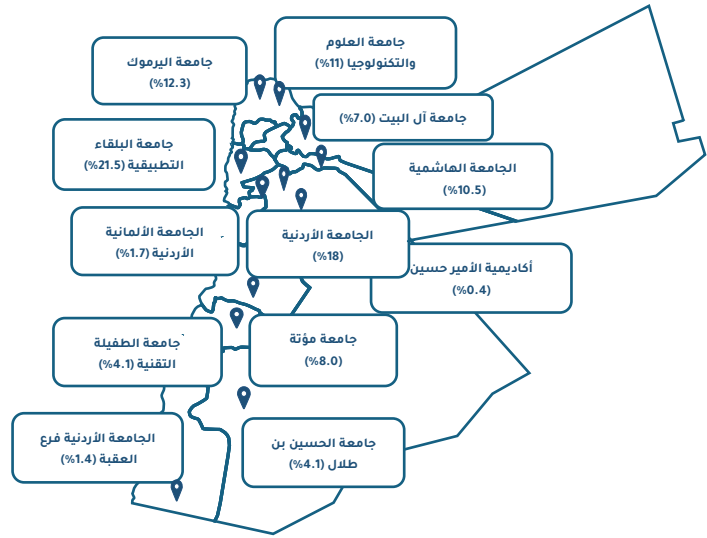 جامعة العلوم
والتكنولوجيا (11%)
جامعة اليرموك
(12.3%)
جامعة آل البيت (7.0%)
جامعة البلقاء
التطبيقية (21.5%)
الجامعة الهاشمية
(10.5%)
الجامعة الألمانية
الأردنية (1.7%)
الجامعة الأردنية
(18%)
أكاديمية الأمير حسين
(0.4%)
جامعة الطفيلة
التقنية (4.1%)
جامعة مؤتة
(8.0%)
الجامعة الأردنية فرع
العقبة (1.4%)
جامعة الحسين بن
طلال (4.1%)